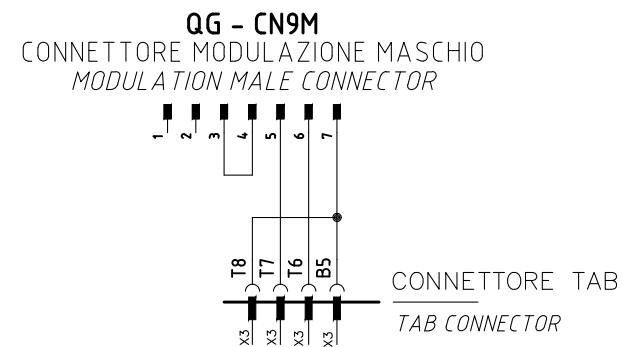 QG - CN9M
CONNETTORE MODULAZIONE MASCHIO
MODULATION MALE CONNECTOR
1 2 3 4 5 6 7
T8 T7 T6 B5
CONNETTORE TAB
TAB CONNECTOR
X3 X3 X3 X3